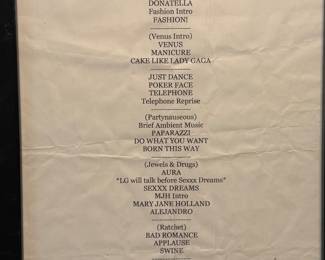 DONATELLA
Fashion Intro
FASHION!
(Venus Intro)
VENUS
MANICURE
CAKE LIKE LADY GAGA
JUST DANCE
POKER FACE
TELEPHONE
Telephone Reprise
(Partynauseous)
Brief Ambient Music
PAPARAZZI
DO WHAT YOU WANT
BORN THIS WAY
(Jewels & Drugs)
AURA
*LG will talk before Sexxx Dreams*
SEXXX DREAMS
MJH Intro
MARY JANE HOLLAND
ALEJANDRO
(Ratchet)
BAD ROMANCE
APPLAUSE
SWINE